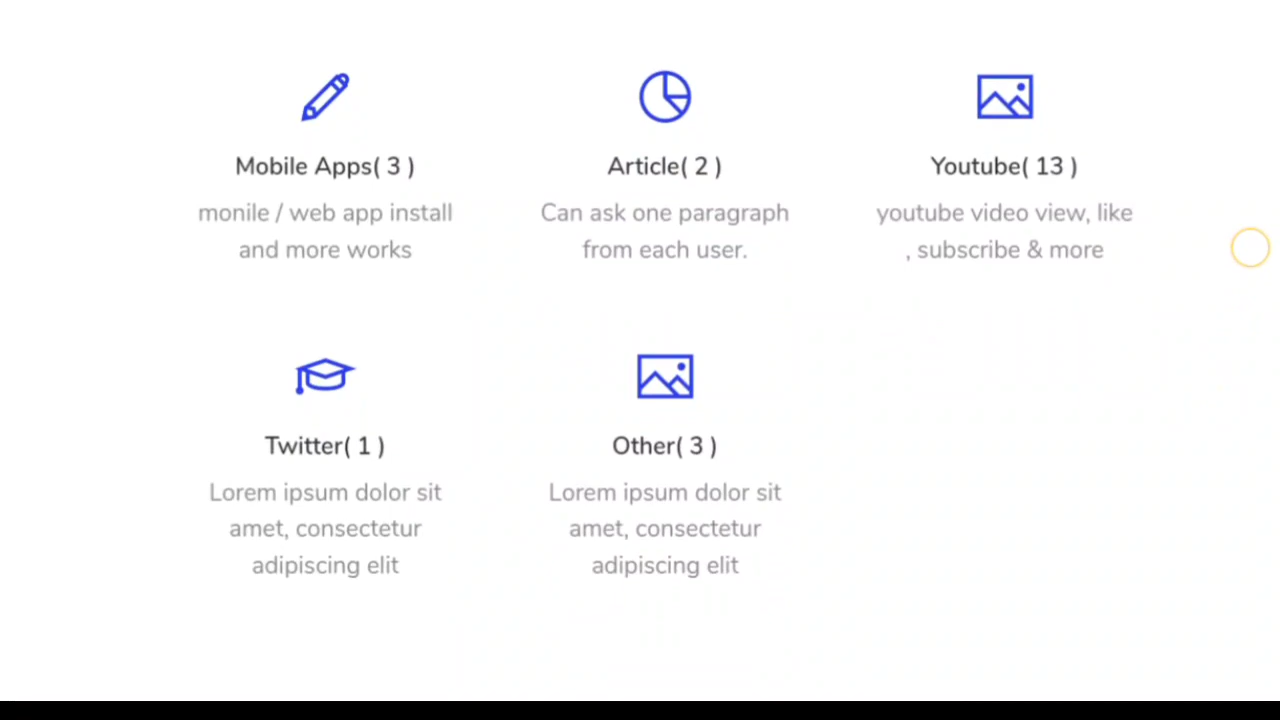 Mobile Apps( 3 )
monile / web app install
and more works
Article( 2 )
Can ask one paragraph
from each user.
Youtube( 13 )
youtube video view, like
, subscribe & more
Twitter( 1 )
Lorem ipsum dolor sit
amet, consectetur
adipiscing elit
Other( 3 )
Lorem ipsum dolor sit
amet, consectetur
adipiscing elit